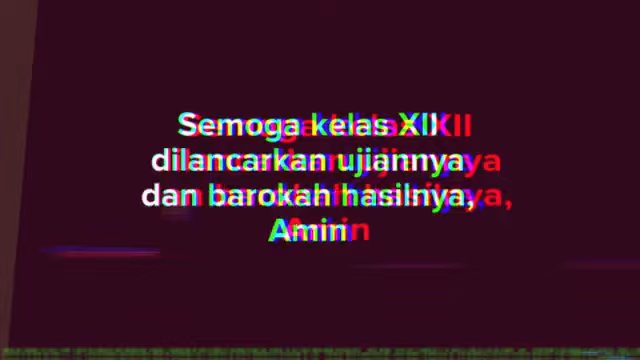 Semoga kelas XII
dilancarkan ujiannya
dan barokah hasilnya,
Amin